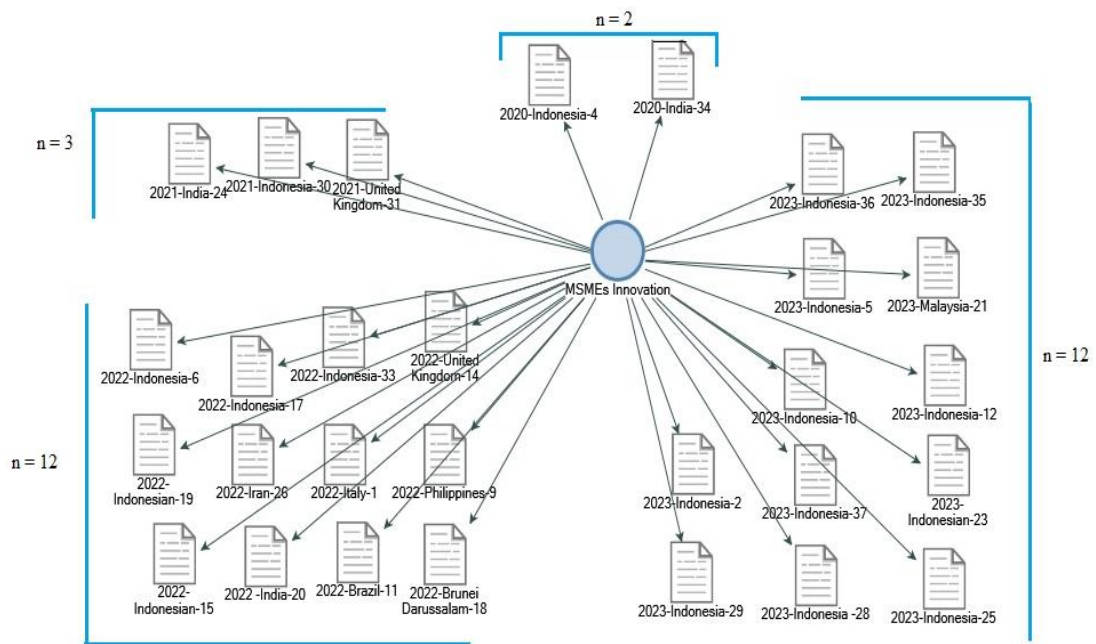 n = 2
2020-Indonesia-4
2020-India-34
n = 3
2021-India-24
2021-Indonesia-30
2021-United
Kingdom-31
2023-Indonesia-36
2023-Indonesia-35
MSMEs Innovation
2023-Indonesia-5
2023-Malaysia-21
2022-Indonesia-6
2022-Indonesia-17
2022-Indonesia-33
2022-United
Kingdom-14
2023-Indonesia-10
2023-Indonesia-12
n = 12
n = 12
2022-
Indonesian-19
2022-Iran-26
2022-Italy-1
2022-Philippines-9
2023-Indonesia-2
2023-Indonesia-37
2023-
Indonesian-23
2022-
Indonesian-15
2022 -India-20
2022-Brazil-11
2022-Brunei
Darussalam-18
2023-Indonesia-29
2023-Indonesia -28
2023-Indonesia-25